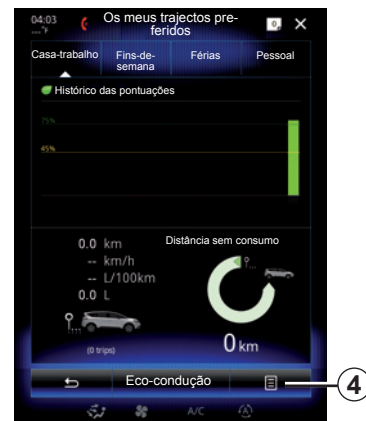 04:03
---°F
Os meus trajectos pre-
feridos
Casa-trabalho
Fins-de-
semana
Férias
Pessoal
Histórico das pontuações
75%
45%
0.0 km
-- km/h
-- L/100km
0.0 L
(0 trips)
Distância sem consumo
0 km
Eco-condução
4
A/C